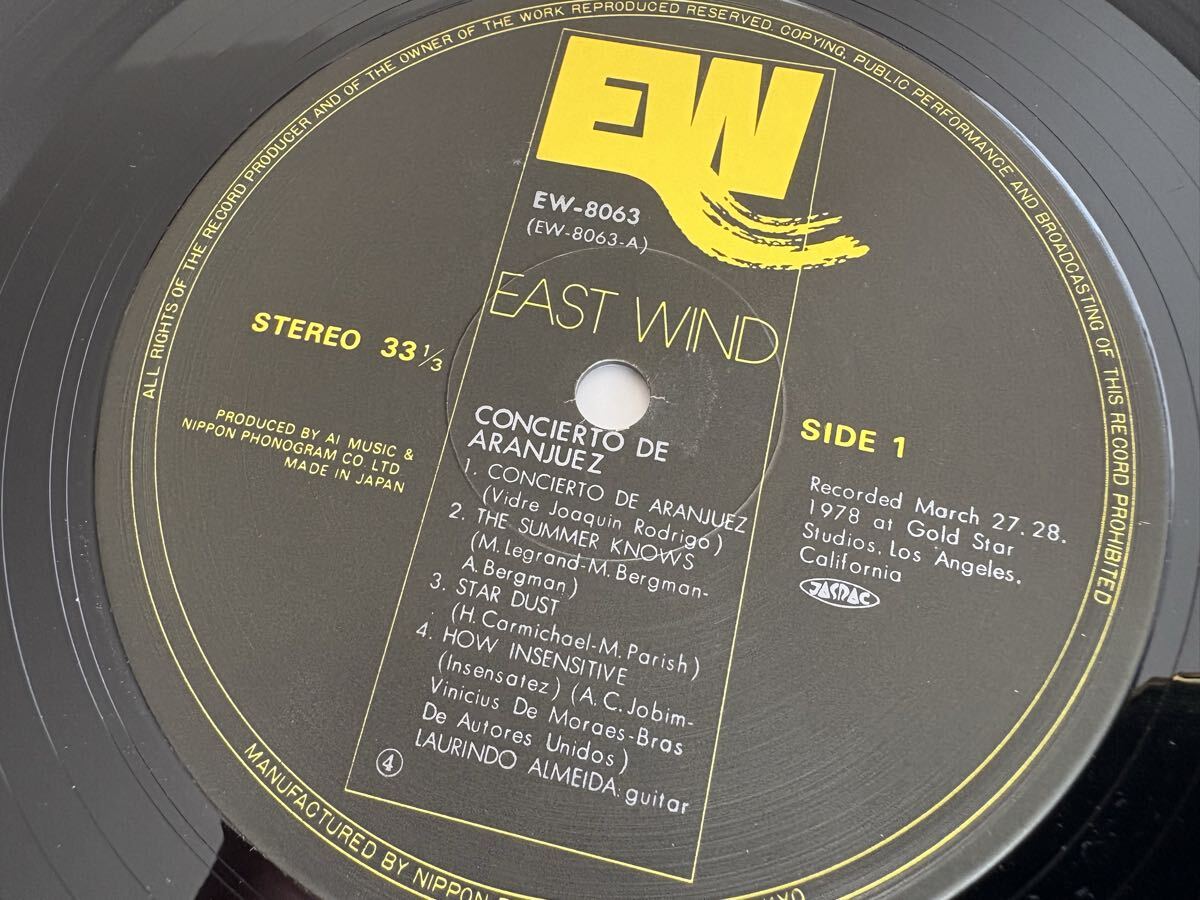 ALL RIGHTS OF THE RECORD PRODUCER AND OF THE OWNER OF THE WORK REPRODUCED RESERVED. COPYING, PUBLIC PERFORMANCE AND BROADCASTING OF THIS RECORD PROHIBITED
EW
EW-8063
(EW-8063-A)
EAST WIND
STEREO 33 1/3
PRODUCED BY AI MUSIC &
NIPPON PHONOGRAM CO. LTD
MADE IN JAPAN
SIDE 1
Recorded March 27. 28.
1978 at Gold Star
Studios, Los Angeles,
California
JASRAC
CONCIERTO DE
ARANJUEZ
1. CONCIERTO DE ARANJUEZ
(Vidre Joaquin Rodrigo)
2. THE SUMMER KNOWS
(M. Legrand-M. Bergman-
A. Bergman)
3. STAR DUST
(H. Carmichael-M. Parish)
4. HOW INSENSITIVE
(Insensatez) (A. C. Jobim-
Vinicius De Moraes-Bras
De Autores Unidos)
LAURINDO ALMEIDA: guitar
4
MANUFACTURED BY NIPPON